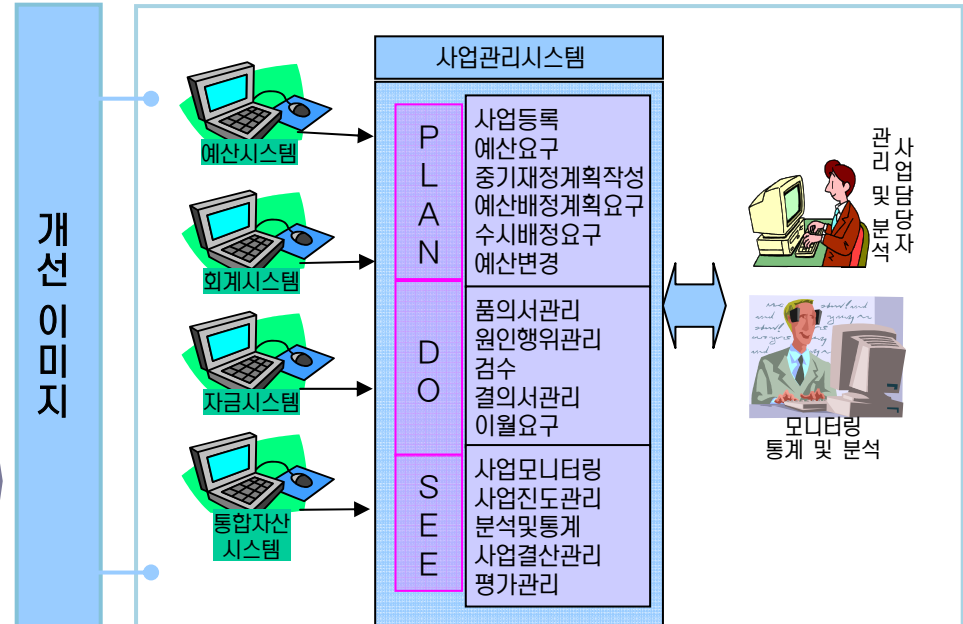 개선 이미지
사업관리시스템
예산시스템
회계시스템
자금시스템
통합자산
시스템
PLAN
사업등록
예산요구
중기재정계획작성
예산배정계획요구
수시배정요구
예산변경
DO
품의서관리
원인행위관리
검수
결의서관리
이월요구
SEE
사업모니터링
사업진도관리
분석및통계
사업결산관리
평가관리
사업담당자
관리 및 분석
모니터링
통계 및 분석